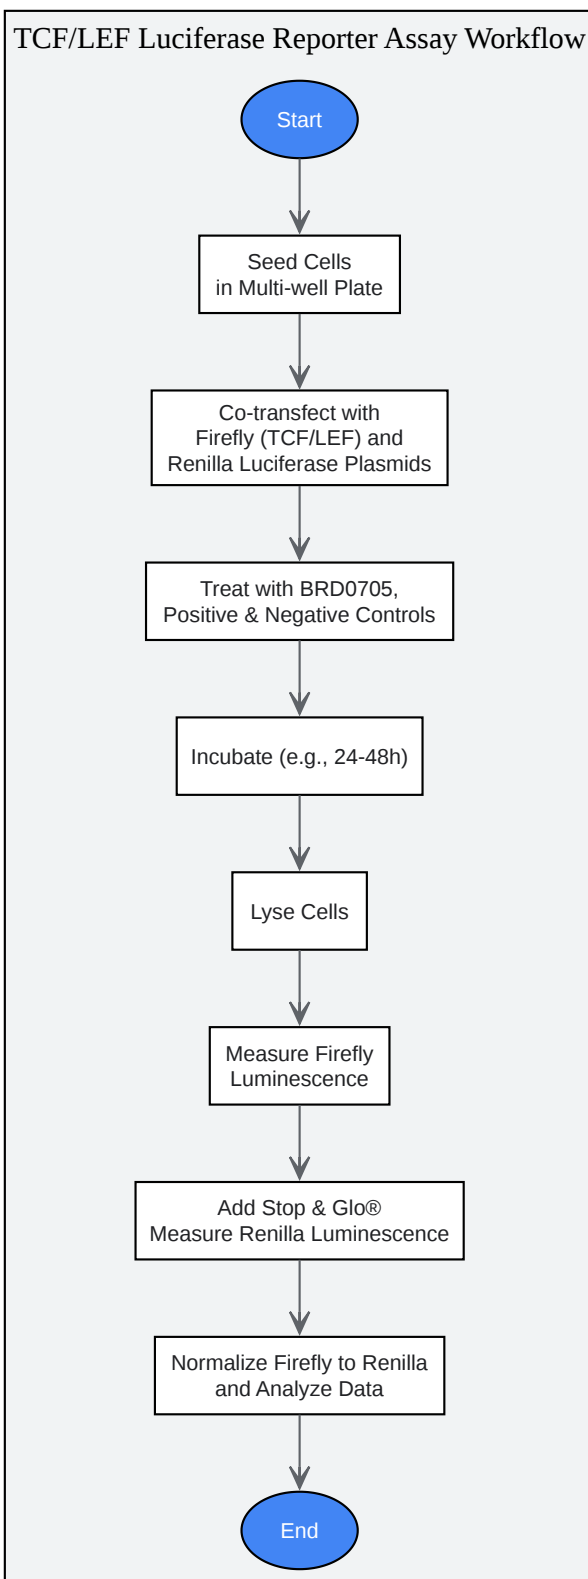 TCF/LEF Luciferase Reporter Assay Workflow
Start
Seed Cells
in Multi-well Plate
Co-transfect with
Firefly (TCF/LEF) and
Renilla Luciferase Plasmids
Treat with BRD0705,
Positive & Negative Controls
Incubate (e.g., 24-48h)
Lyse Cells
Measure Firefly
Luminescence
Add Stop & Glo®
Measure Renilla Luminescence
Normalize Firefly to Renilla
and Analyze Data
End